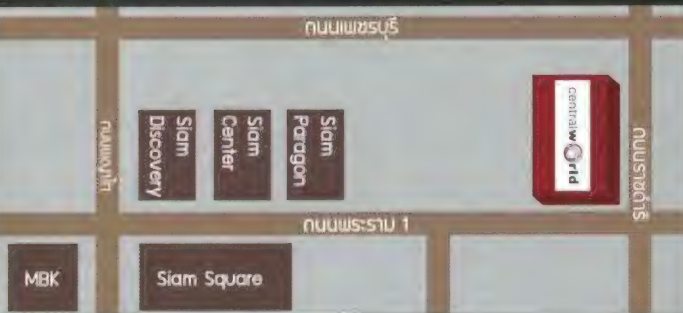 ถนนเพชรบุรี
ถนนพญาไท
Siam
Discovery
Siam
Center
Siam
Paragon
centralworld
ถนนราชดำริ
ถนนพระราม 1
MBK
Siam Square